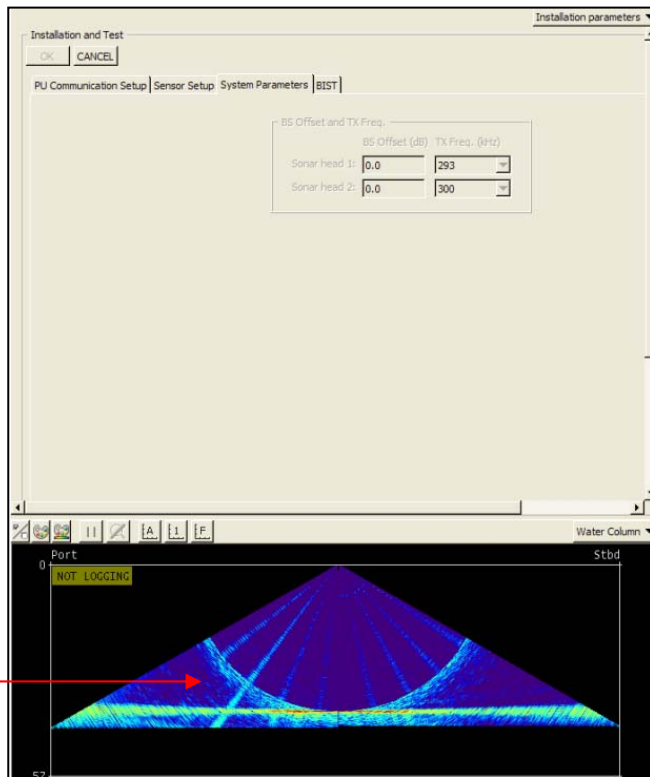 Installation parameters
Installation and Test
OK CANCEL
PU Communication Setup Sensor Setup System Parameters BIST
BS Offset and TX Freq.
BS Offset (dB) TX Freq. (kHz)
Sonar head 1: 0.0 293
Sonar head 2: 0.0 300
A 1 F
Water Column
Port Stbd
0
NOT LOGGING
57